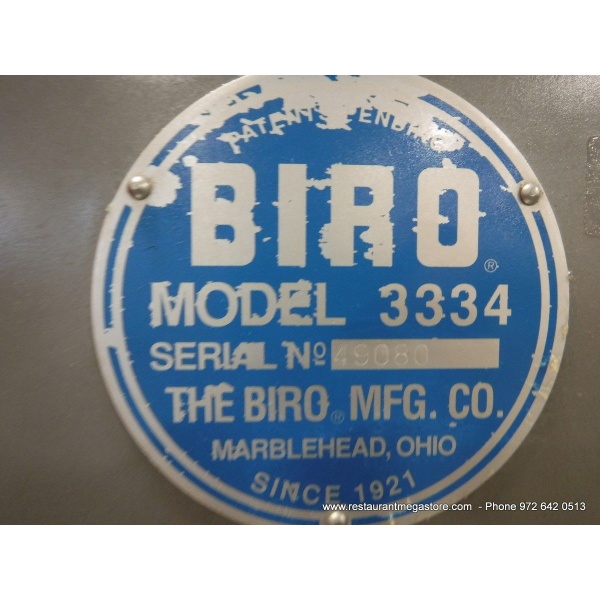 PATENTS PENDING
BIRO®
MODEL 3334
SERIAL Nº 49080
THE BIRO® MFG. CO.
MARBLEHEAD, OHIO
SINCE 1921
www.restaurantmegastore.com - Phone 972 642 0513